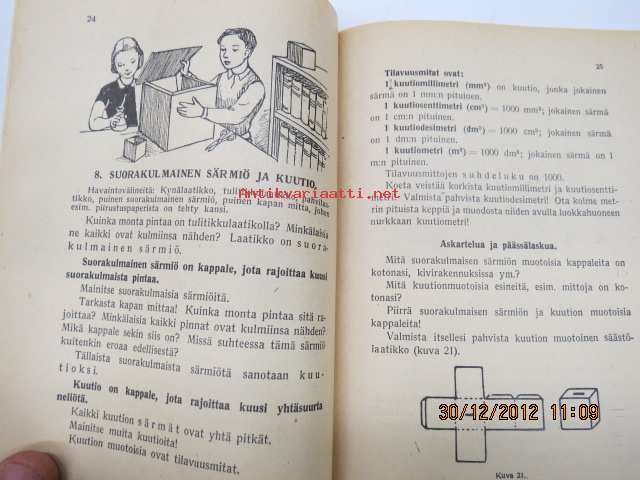 24
8. SUORAKULMAINEN SÄRMIÖ JA KUUTIO.
Havaintovälineitä: Kynälaatikko, tulitikkulaatikko, pahvilaa-
tikko, puinen suorakulmainen särmiö, puinen kapan mitta, johon
esim. piirustuspaperista on tehty kansi.
Kuinka monta pintaa on tulitikkulaatikolla? Minkälaisia
ne kaikki ovat kulmiinsa nähden? Laatikko on suora-
kulmainen särmiö.
Suorakulmainen särmiö on kappale, jota rajoittaa kuusi
suorakulmaista pintaa.
Mainitse suorakulmaisia särmiöitä.
Tarkasta kapan mittaa! Kuinka monta pintaa sitä ra-
joittaa? Minkälaisia kaikki pinnat ovat kulmiinsa nähden?
Mikä kappale sekin siis on? Missä suhteessa tämä särmiö
kuitenkin eroaa edellisestä?
Tällaista suorakulmaista särmiötä sanotaan kuu-
tioksi.
Kuutio on kappale, jota rajoittaa kuusi yhtäsuurta
neliötä.
Kaikki kuution särmät ovat yhtä pitkät.
Mainitse muita kuutioita!
Kuution muotoisia ovat tilavuusmitat.
25
Tilavuusmitat ovat:
1 kuutiomillimetri (mm³) on kuutio, jonka jokainen
särmä on 1 mm:n pituinen.
1 kuutiosenttimetri (cm³) = 1000 mm³; jokainen särmä
on 1 cm:n pituinen.
1 kuutiodesimetri (dm³) = 1000 cm³; jokainen särmä
on 1 dm:n pituinen.
1 kuutiometri (m³) = 1000 dm³; jokainen särmä on 1
m:n pituinen.
Tilavuusmittojen suhdeluku on 1000.
Koeta veistää korkista kuutiomillimetri ja kuutiosentti-
metri! Valmista pahvista kuutiodesimetri! Ota kolme met-
rin pituista keppiä ja muodosta niiden avulla luokkahuoneen
nurkkaan kuutiometri!
Askartelua ja päässälaskua.
Mitä suorakulmaisen särmiön muotoisia kappaleita on
kotonasi, kivirakennuksissa ym.?
Mitä kuutionmuotoisia esineitä, esim. mittoja on ko-
tonasi?
Piirrä suorakulmaisen särmiön ja kuution muotoisia
kappaleita!
Valmista itsellesi pahvista kuution muotoinen säästö-
laatikko (kuva 21).
Kuva 21.
Antikvariaatti.net
30/12/2012 11:09